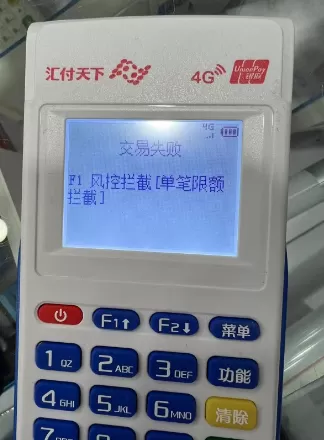 汇付天下
4G
UnionPay
银联
4G
交易失败
F1 风控拦截[单笔限额
拦截]
F1↑
F2↓
菜单
1 QZ
2 ABC
3 DEF
功能
4 GHI
5 JKL
6 MNO
清除